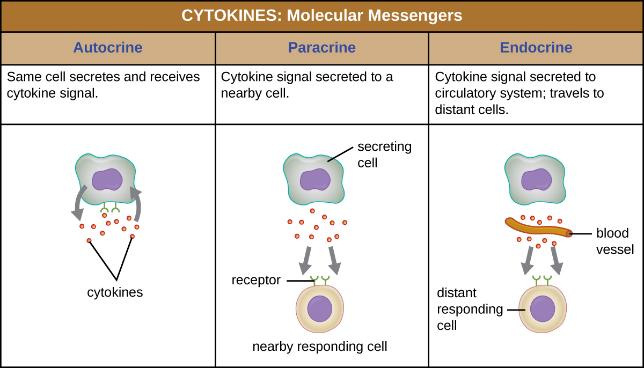 CYTOKINES: Molecular Messengers
Autocrine
Paracrine
Endocrine
Same cell secretes and receives
cytokine signal.
Cytokine signal secreted to a
nearby cell.
Cytokine signal secreted to
circulatory system; travels to
distant cells.
cytokines
secreting
cell
receptor
nearby responding cell
blood
vessel
distant
responding
cell